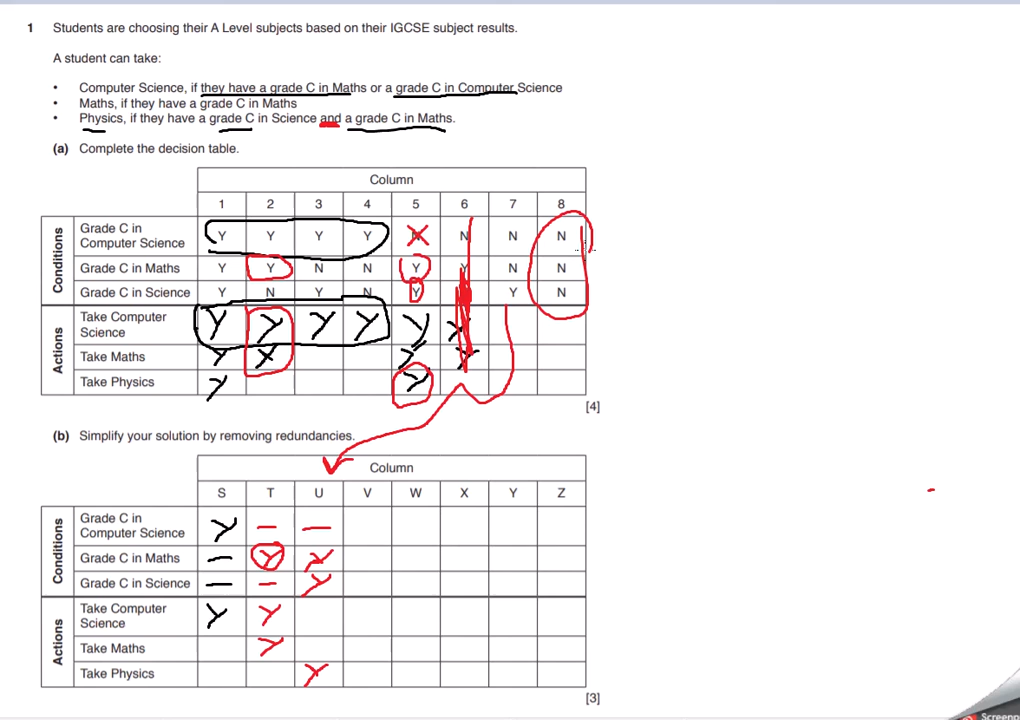 1 Students are choosing their A Level subjects based on their IGCSE subject results.
A student can take:
• Computer Science, if they have a grade C in Maths or a grade C in Computer Science
• Maths, if they have a grade C in Maths
• Physics, if they have a grade C in Science and a grade C in Maths.
(a) Complete the decision table.
Column
1 2 3 4 5 6 7 8
Conditions
Grade C in
Computer Science Y Y Y Y N N N
Grade C in Maths Y Y N N Y Y N N
Grade C in Science Y N Y N Y Y N
Actions
Take Computer
Science Y Y Y Y Y Y
Take Maths Y Y Y Y
Take Physics Y Y
[4]
(b) Simplify your solution by removing redundancies.
Column
S T U V W X Y Z
Conditions
Grade C in
Computer Science Y – –
Grade C in Maths – Y Y
Grade C in Science – – Y
Actions
Take Computer
Science Y Y
Take Maths Y
Take Physics Y
[3]